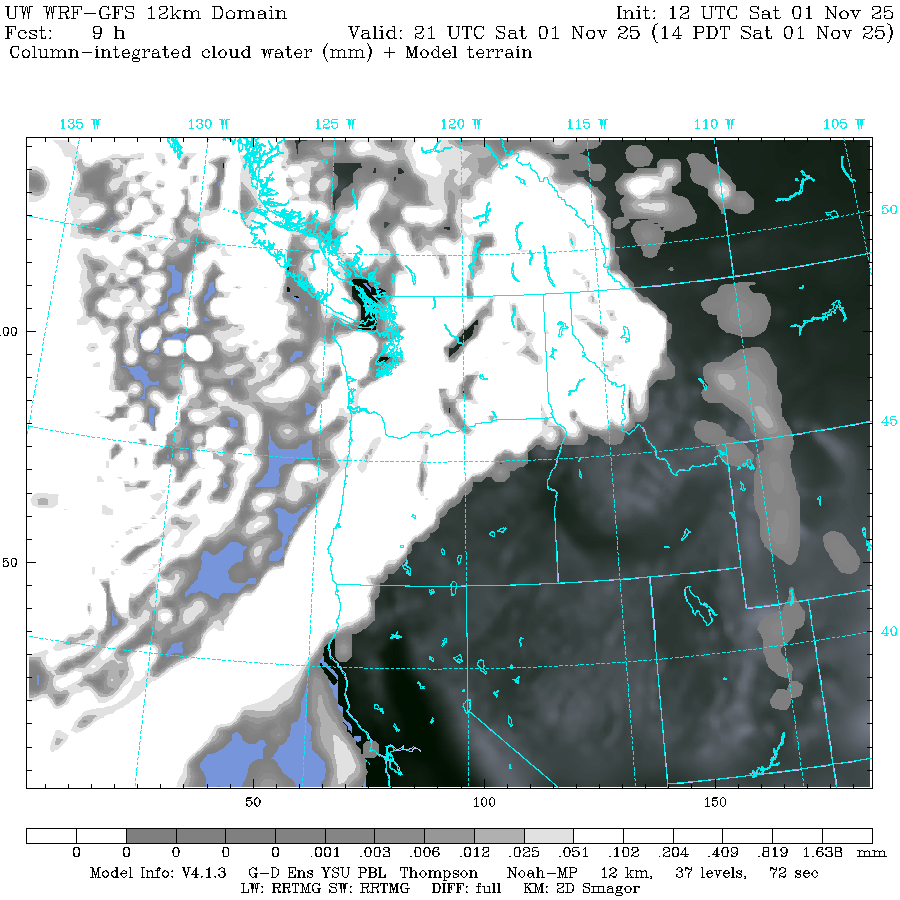 UW WRF-GFS 12km Domain Init: 12 UTC Sat 01 Nov 25
Fcst: 9 h Valid: 21 UTC Sat 01 Nov 25 (14 PDT Sat 01 Nov 25)
Column-integrated cloud water (mm) + Model terrain
135 W 130 W 125 W 120 W 115 W 110 W 105 W
50
00
45
50
40
50 100 150
0 0 0 0 .001 .003 .006 .012 .025 .051 .102 .204 .409 .819 1.638 mm
Model Info: V4.1.3 G-D Ens YSU PBL Thompson Noah-MP 12 km, 37 levels, 72 sec
LW: RRTMG SW: RRTMG DIFF: full KM: 2D Smagor